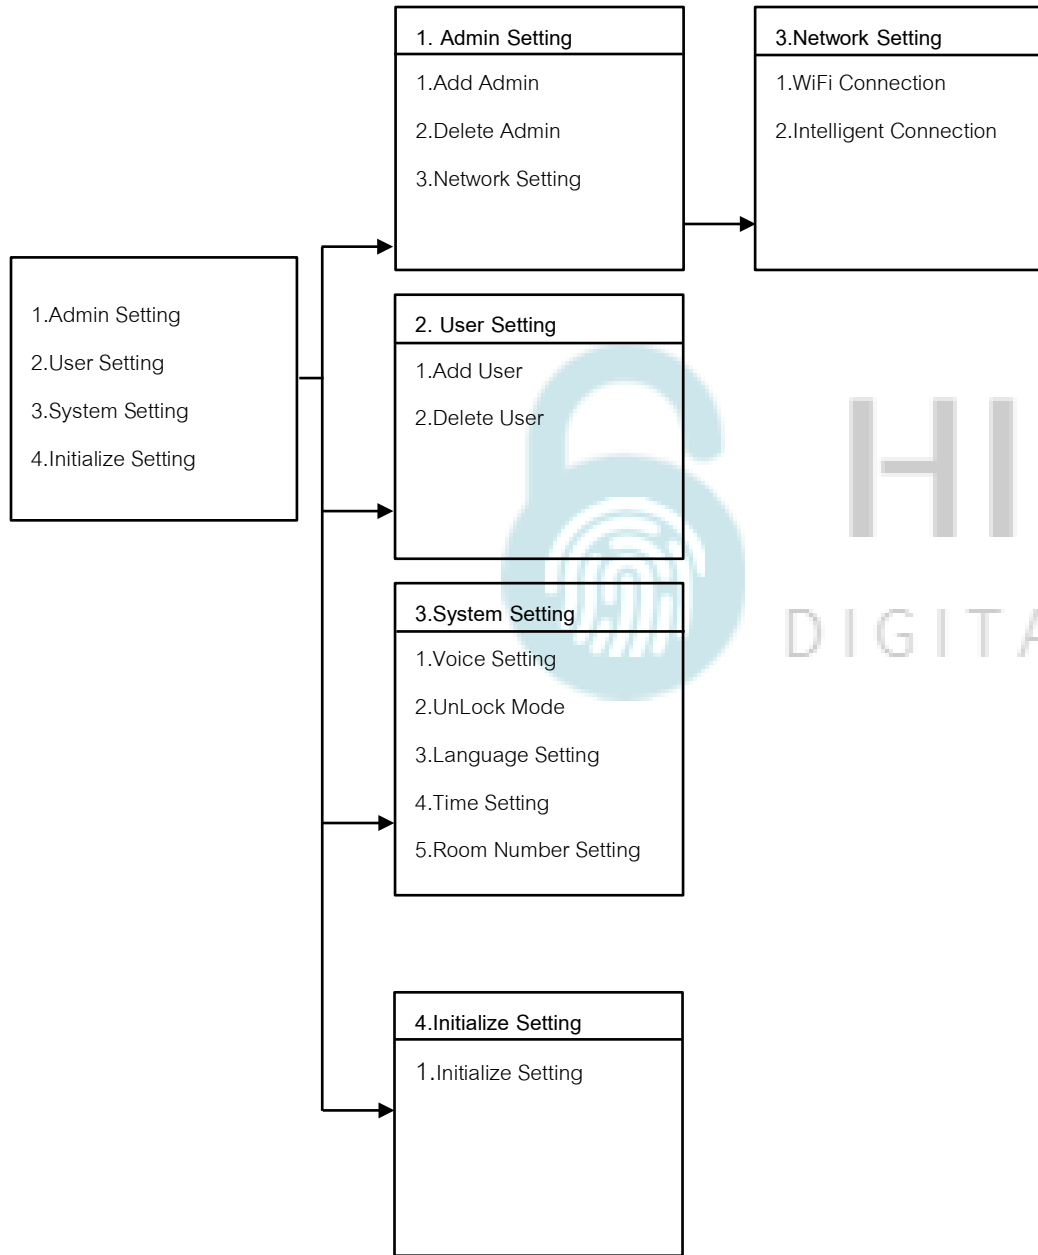 1.Admin Setting
2.User Setting
3.System Setting
4.Initialize Setting
1. Admin Setting
1.Add Admin
2.Delete Admin
3.Network Setting
3.Network Setting
1.WiFi Connection
2.Intelligent Connection
2. User Setting
1.Add User
2.Delete User
3.System Setting
1.Voice Setting
2.UnLock Mode
3.Language Setting
4.Time Setting
5.Room Number Setting
4.Initialize Setting
1.Initialize Setting
HI
DIGITA